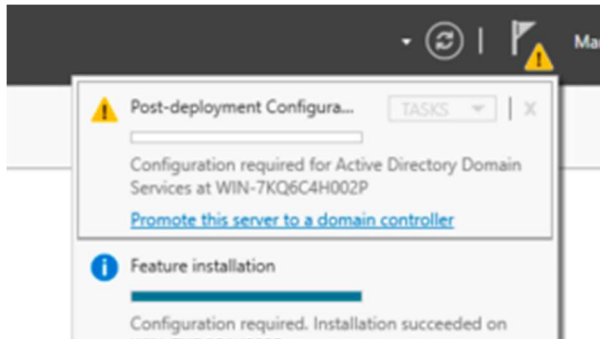 Mar
Post-deployment Configura...
TASKS
X
Configuration required for Active Directory Domain
Services at WIN-7KQ6C4H002P
Promote this server to a domain controller
Feature installation
Configuration required. Installation succeeded on